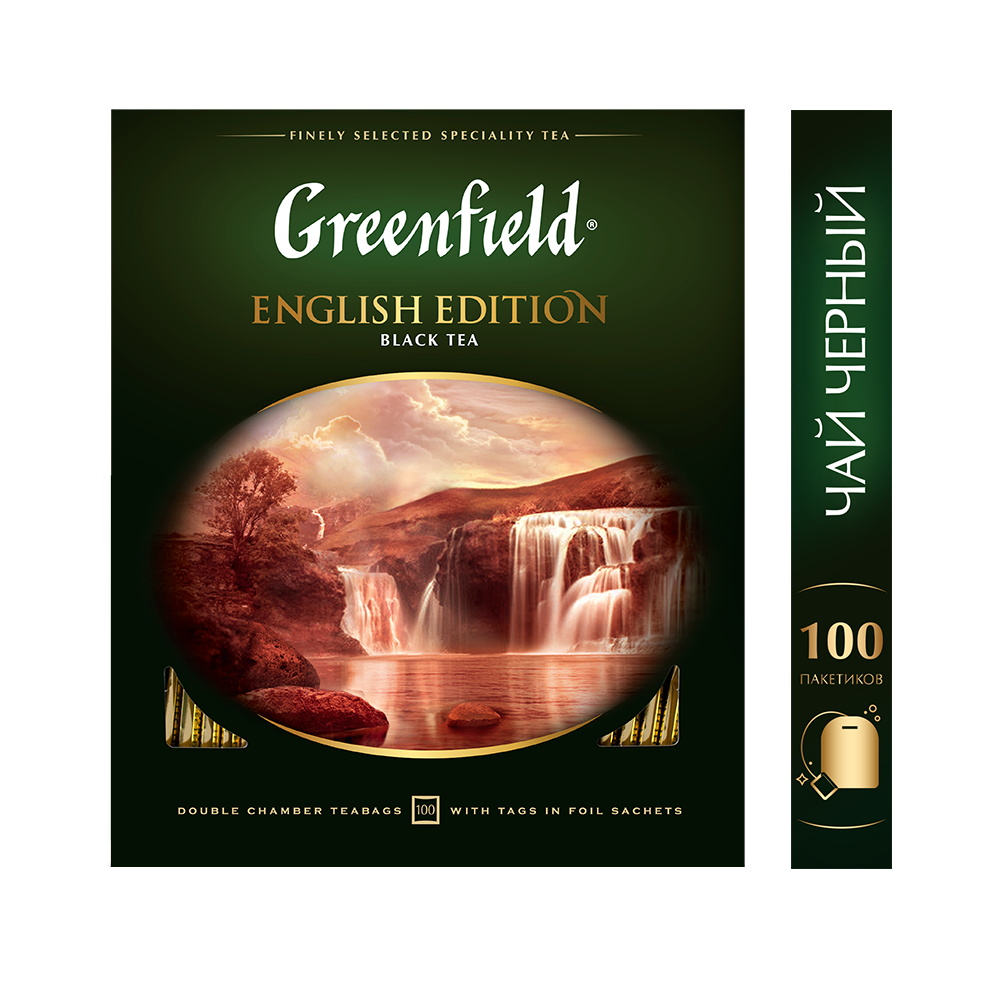 FINELY SELECTED SPECIALITY TEA
Greenfield®
ENGLISH EDITION
BLACK TEA
DOUBLE CHAMBER TEABAGS 100 WITH TAGS IN FOIL SACHETS
ЧАЙ ЧЕРНЫЙ
100
ПАКЕТИКОВ